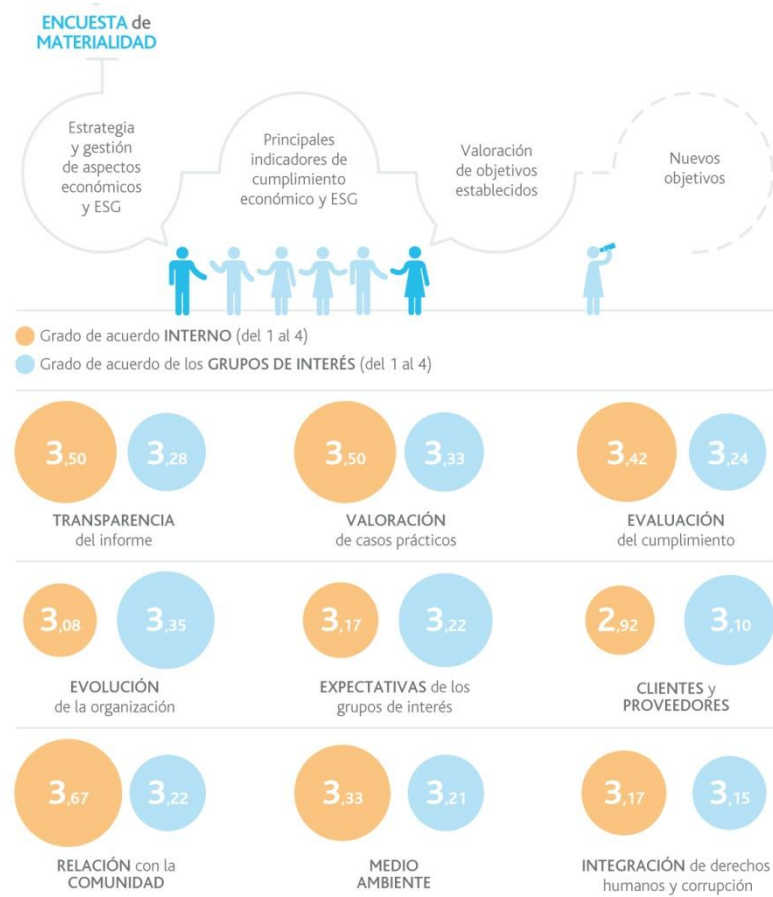 ENCUESTA de
MATERIALIDAD
Estrategia
y gestión
de aspectos
económicos
y ESG
Principales
indicadores de
cumplimiento
económico y ESG
Valoración
de objetivos
establecidos
Nuevos
objetivos
Grado de acuerdo INTERNO (del 1 al 4)
Grado de acuerdo de los GRUPOS DE INTERÉS (del 1 al 4)
3,50
3,28
TRANSPARENCIA
del informe
3,50
3,33
VALORACIÓN
de casos prácticos
3,42
3,24
EVALUACIÓN
del cumplimiento
3,08
3,35
EVOLUCIÓN
de la organización
3,17
3,22
EXPECTATIVAS de los
grupos de interés
2,92
3,10
CLIENTES y
PROVEEDORES
3,67
3,22
RELACIÓN con la
COMUNIDAD
3,33
3,21
MEDIO
AMBIENTE
3,17
3,15
INTEGRACIÓN de derechos
humanos y corrupción